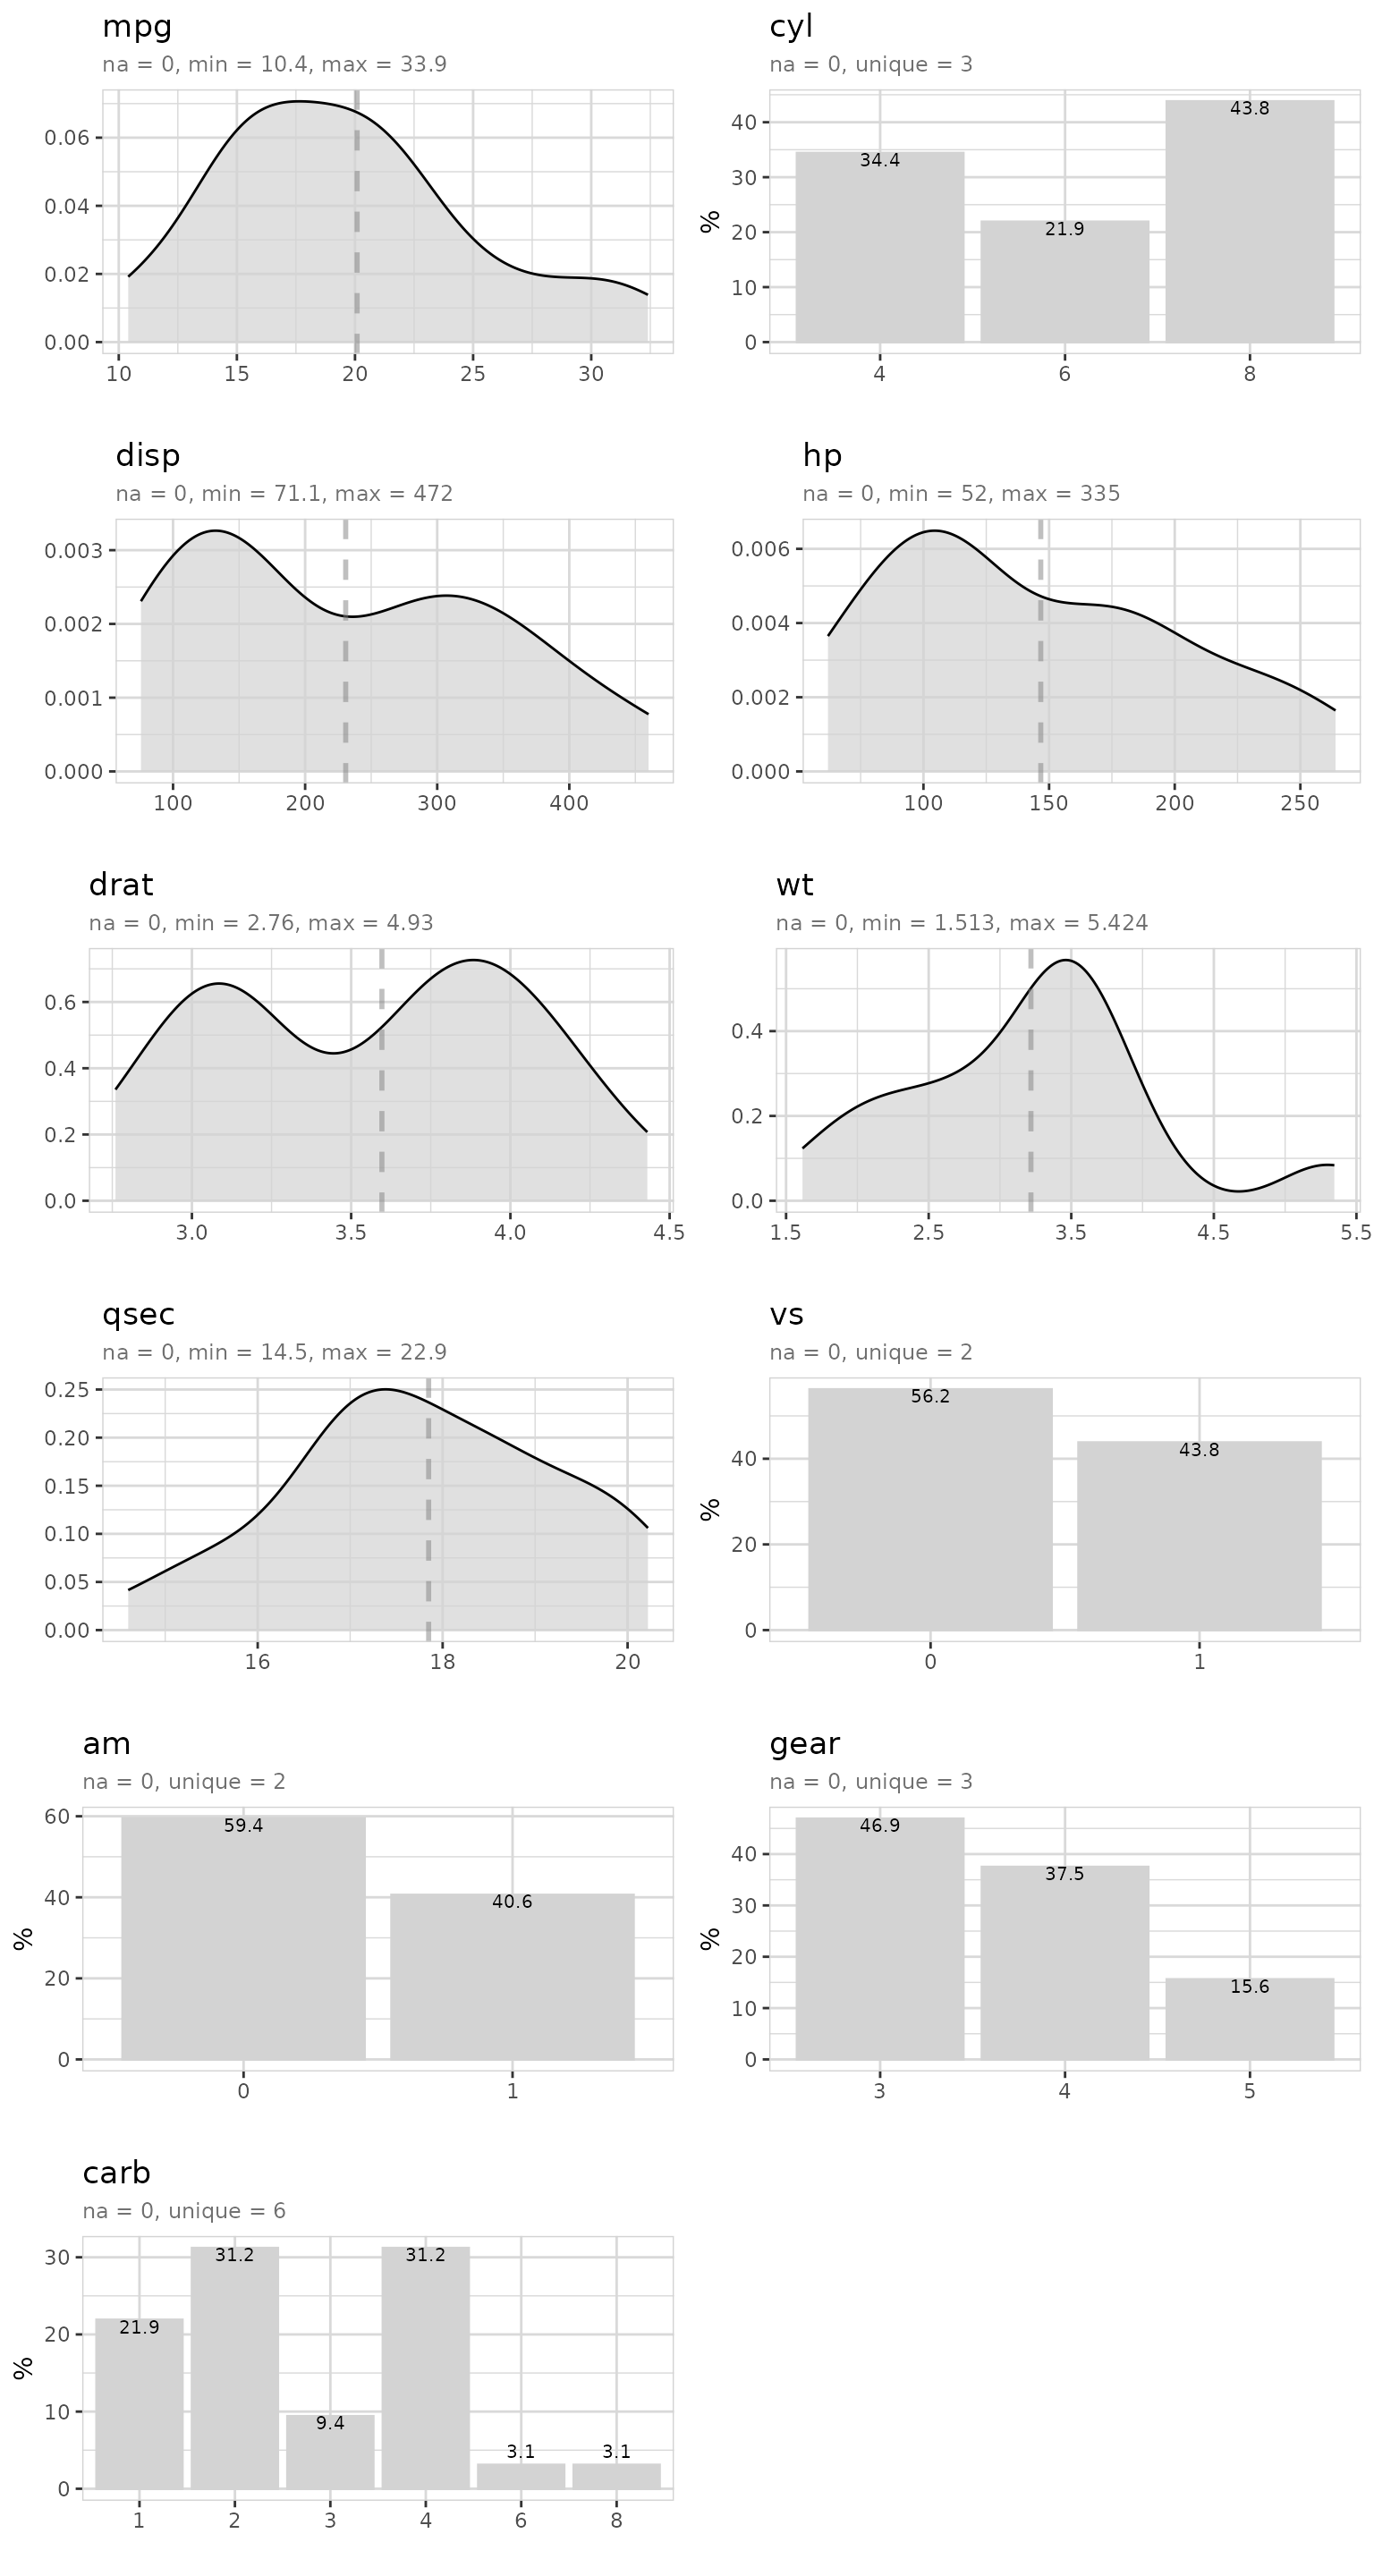 mpg
na = 0, min = 10.4, max = 33.9
0.06
0.04
0.02
0.00
10 15 20 25 30
cyl
na = 0, unique = 3
%
40
30
20
10
0
34.4
21.9
43.8
4 6 8
disp
na = 0, min = 71.1, max = 472
0.003
0.002
0.001
0.000
100 200 300 400
hp
na = 0, min = 52, max = 335
0.006
0.004
0.002
0.000
100 150 200 250
drat
na = 0, min = 2.76, max = 4.93
0.6
0.4
0.2
0.0
3.0 3.5 4.0 4.5
wt
na = 0, min = 1.513, max = 5.424
0.4
0.2
0.0
1.5 2.5 3.5 4.5 5.5
qsec
na = 0, min = 14.5, max = 22.9
0.25
0.20
0.15
0.10
0.05
0.00
16 18 20
vs
na = 0, unique = 2
%
40
20
0
56.2
43.8
0 1
am
na = 0, unique = 2
%
60
40
20
0
59.4
40.6
0 1
gear
na = 0, unique = 3
%
40
30
20
10
0
46.9
37.5
15.6
3 4 5
carb
na = 0, unique = 6
%
30
20
10
0
21.9
31.2
9.4
31.2
3.1
3.1
1 2 3 4 6 8